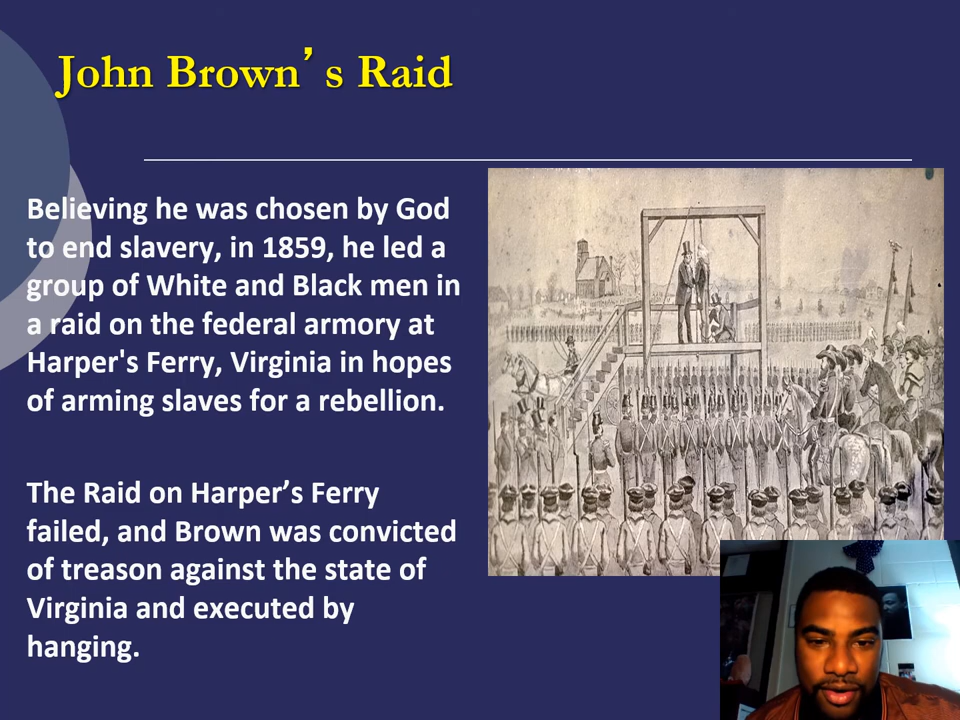 John Brown’s Raid
Believing he was chosen by God
to end slavery, in 1859, he led a
group of White and Black men in
a raid on the federal armory at
Harper's Ferry, Virginia in hopes
of arming slaves for a rebellion.
The Raid on Harper’s Ferry
failed, and Brown was convicted
of treason against the state of
Virginia and executed by
hanging.